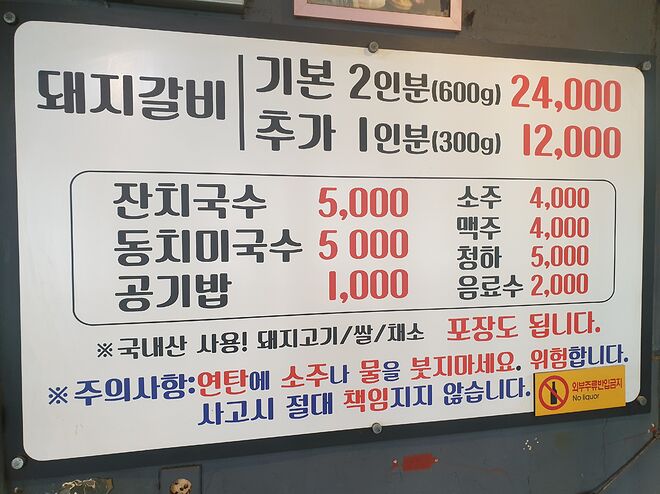 돼지갈비
기본 2인분(600g) 24,000
추가 1인분(300g) 12,000
잔치국수 5,000
동치미국수 5 000
공기밥 1,000
소주 4,000
맥주 4,000
청하 5,000
음료수 2,000
※국내산 사용! 돼지고기/쌀/채소 포장도 됩니다.
※주의사항:연탄에 소주나 물을 붓지마세요. 위험합니다.
사고시 절대 책임지지 않습니다.
외부주류반입금지
No liquor